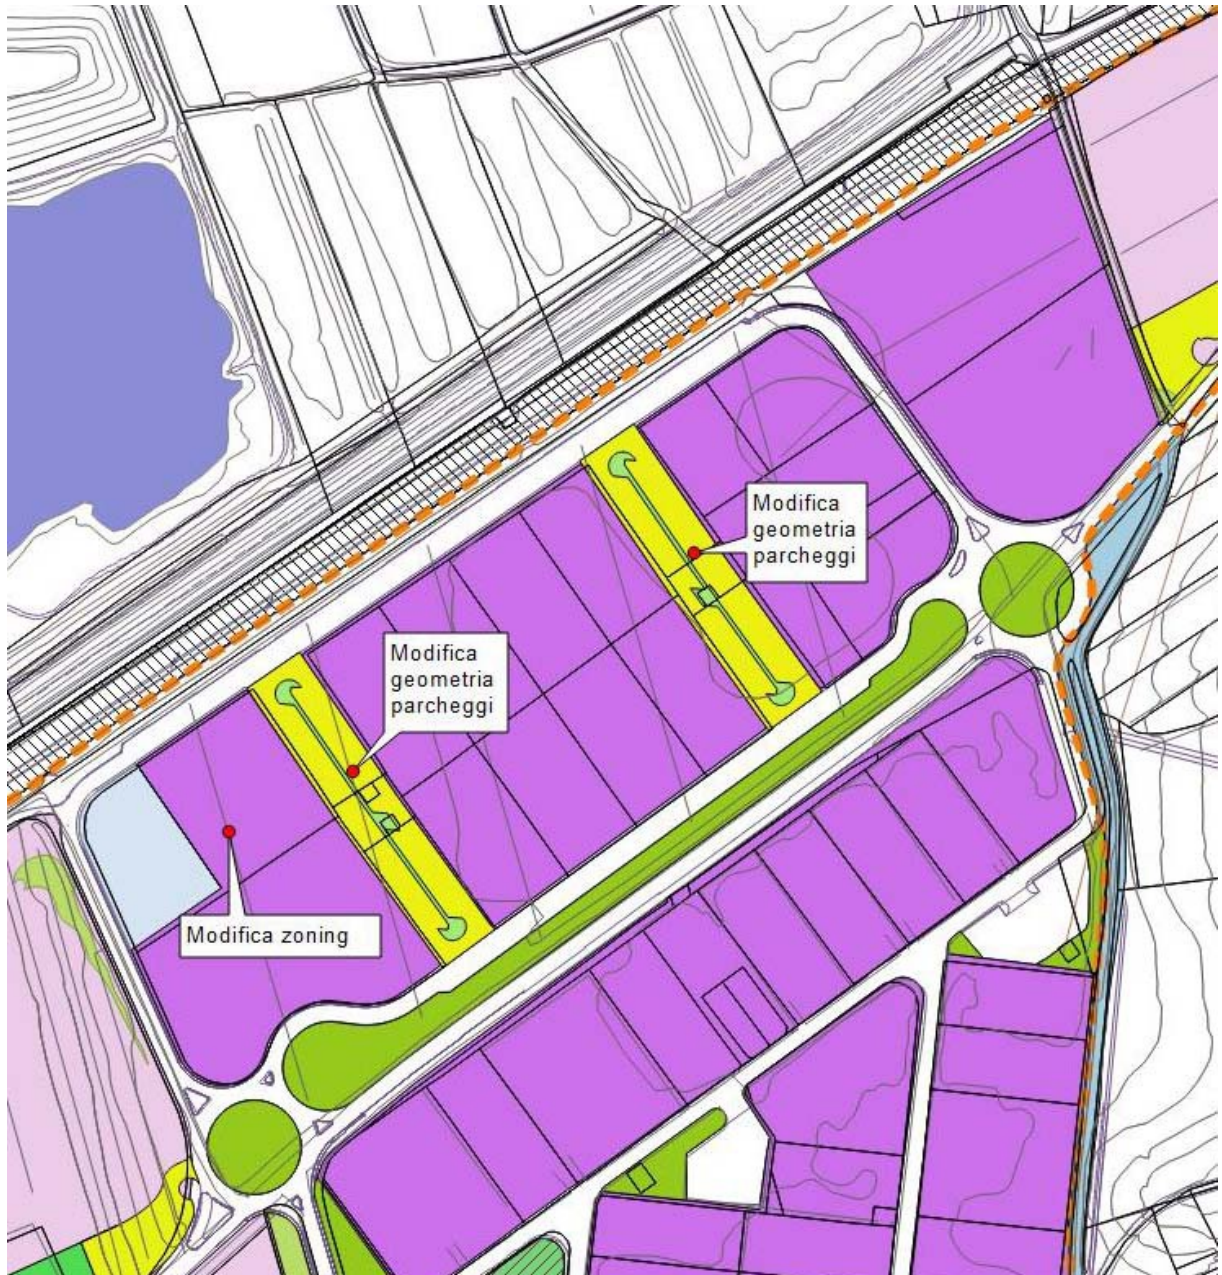 Modifica
geometria
parcheggi
Modifica
geometria
parcheggi
Modifica zoning